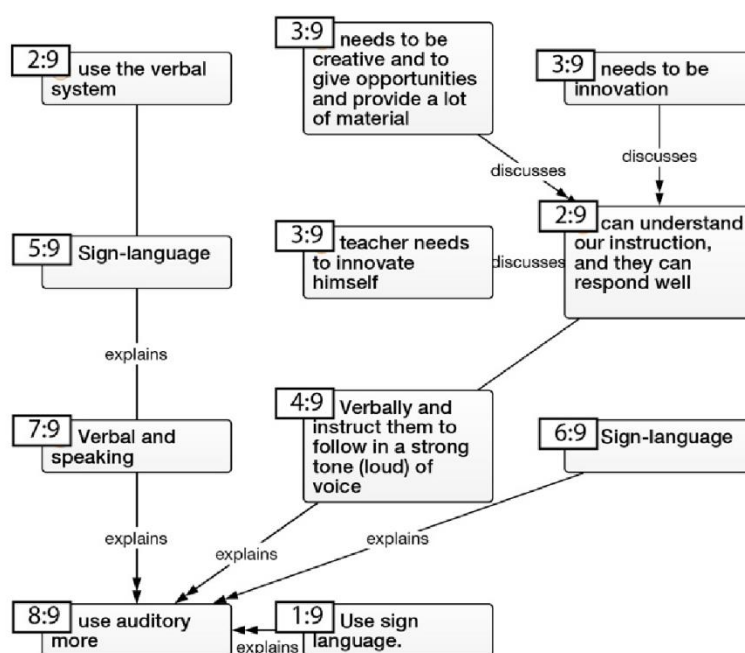 2:9 use the verbal
system
3:9 needs to be
creative and to
give opportunities
and provide a lot
of material
3:9 needs to be
innovation
discusses
discusses
5:9 Sign-language
3:9 teacher needs
to innovate
himself
discusses
2:9 can understand
our instruction,
and they can
respond well
explains
7:9 Verbal and
speaking
4:9 Verbally and
instruct them to
follow in a strong
tone (loud) of
voice
6:9 Sign-language
explains
explains
explains
8:9 use auditory
more
explains
1:9 Use sign
language.